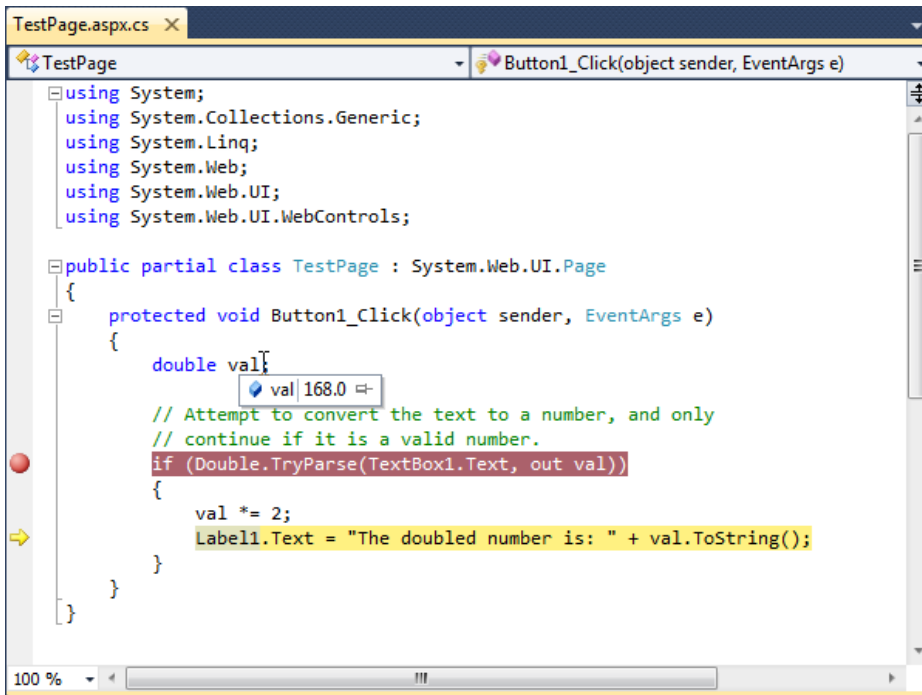 TestPage.aspx.cs
TestPage Button1_Click(object sender, EventArgs e)
using System;
using System.Collections.Generic;
using System.Linq;
using System.Web;
using System.Web.UI;
using System.Web.UI.WebControls;
public partial class TestPage : System.Web.UI.Page
{
protected void Button1_Click(object sender, EventArgs e)
{
double val;
val 168.0
// Attempt to convert the text to a number, and only
// continue if it is a valid number.
if (Double.TryParse(TextBox1.Text, out val))
{
val *= 2;
Label1.Text = "The doubled number is: " + val.ToString();
}
}
}
100 %